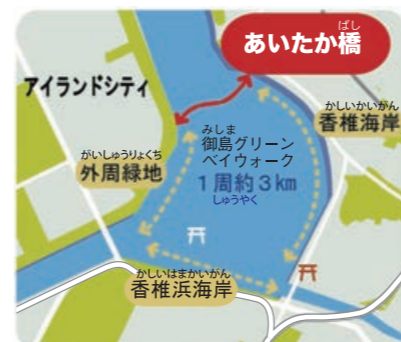 ばし
あいたか橋
アイランドシティ
かしいかいがん
香椎海岸
みしま
御島グリーン
ベイウォーク
がいしゅうりょくち
外周緑地
1周約3km
しゅうやく
かしいはまかいがん
香椎浜海岸